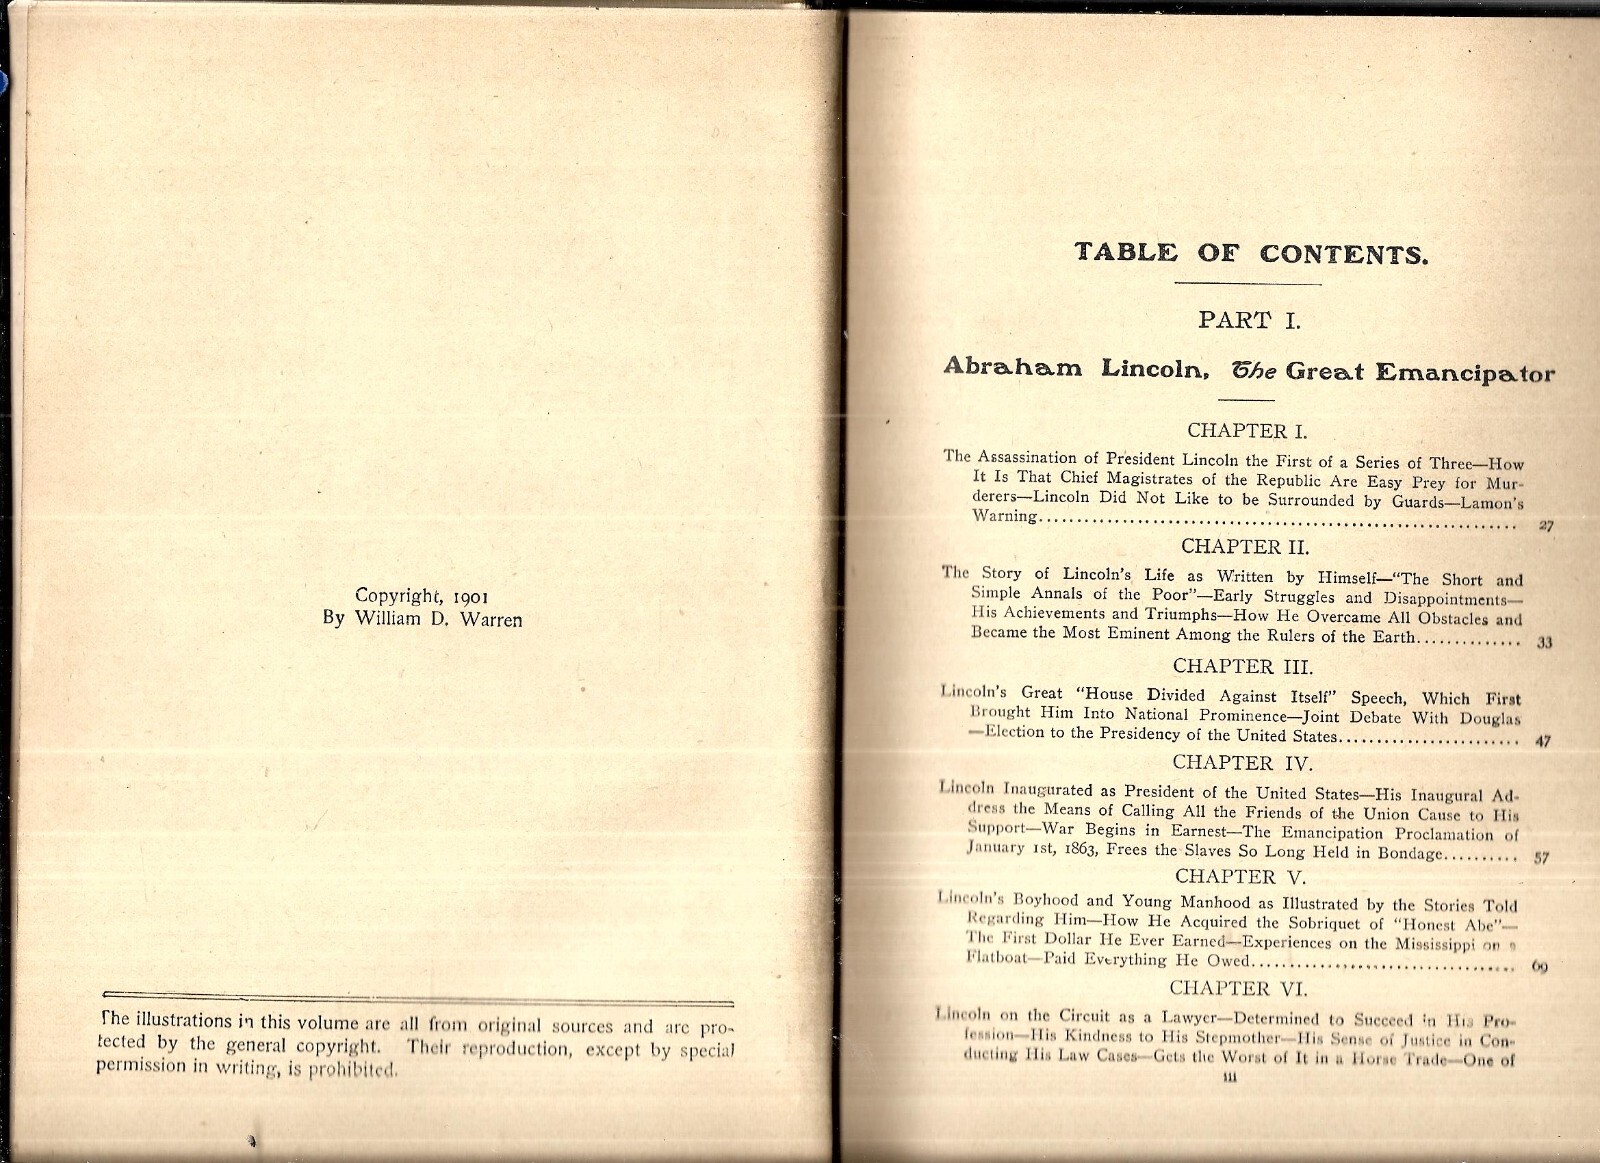 Copyright, 1901
By William D. Warren
The illustrations in this volume are all from original sources and are pro-
tected by the general copyright. Their reproduction, except by special
permission in writing, is prohibited.
TABLE OF CONTENTS.
PART I.
Abraham Lincoln, The Great Emancipator
CHAPTER I.
The Assassination of President Lincoln the First of a Series of Three—How
It Is That Chief Magistrates of the Republic Are Easy Prey for Mur-
derers—Lincoln Did Not Like to be Surrounded by Guards—Lamon's
Warning............................................................ 27
CHAPTER II.
The Story of Lincoln's Life as Written by Himself—"The Short and
Simple Annals of the Poor"—Early Struggles and Disappointments—
His Achievements and Triumphs—How He Overcame All Obstacles and
Became the Most Eminent Among the Rulers of the Earth.............. 33
CHAPTER III.
Lincoln's Great "House Divided Against Itself" Speech, Which First
Brought Him Into National Prominence—Joint Debate With Douglas
—Election to the Presidency of the United States........................ 47
CHAPTER IV.
Lincoln Inaugurated as President of the United States—His Inaugural Ad-
dress the Means of Calling All the Friends of the Union Cause to His
Support—War Begins in Earnest—The Emancipation Proclamation of
January 1st, 1863, Frees the Slaves So Long Held in Bondage.......... 57
CHAPTER V.
Lincoln's Boyhood and Young Manhood as Illustrated by the Stories Told
Regarding Him—How He Acquired the Sobriquet of "Honest Abe"—
The First Dollar He Ever Earned—Experiences on the Mississippi on a
Flatboat—Paid Everything He Owed................................... 69
CHAPTER VI.
Lincoln on the Circuit as a Lawyer—Determined to Succeed in His Pro-
fession—His Kindness to His Stepmother—His Sense of Justice in Con-
ducting His Law Cases—Gets the Worst of It in a Horse Trade—One of
iii